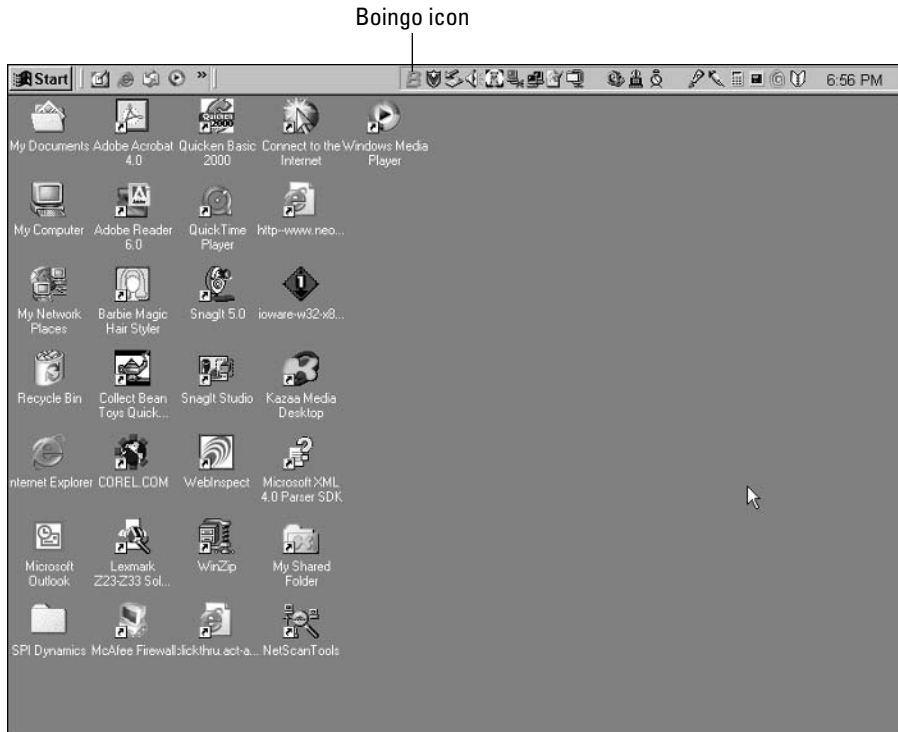 Boingo icon
Start » 6:56 PM
My Documents Adobe Acrobat 4.0 Quicken Basic 2000 Connect to the Internet Windows Media Player
My Computer Adobe Reader 6.0 QuickTime Player http--www.neo...
My Network Places Barbie Magic Hair Styler SnagIt 5.0 ioware-w32-x8...
Recycle Bin Collect Bean Toys Quick... SnagIt Studio Kazaa Media Desktop
nternet Explorer COREL.COM WebInspect Microsoft XML 4.0 Parser SDK
Microsoft Outlook Lexmark Z23-Z33 Sol... WinZip My Shared Folder
SPI Dynamics McAfee Firewall clickthru.act-a... NetScanTools